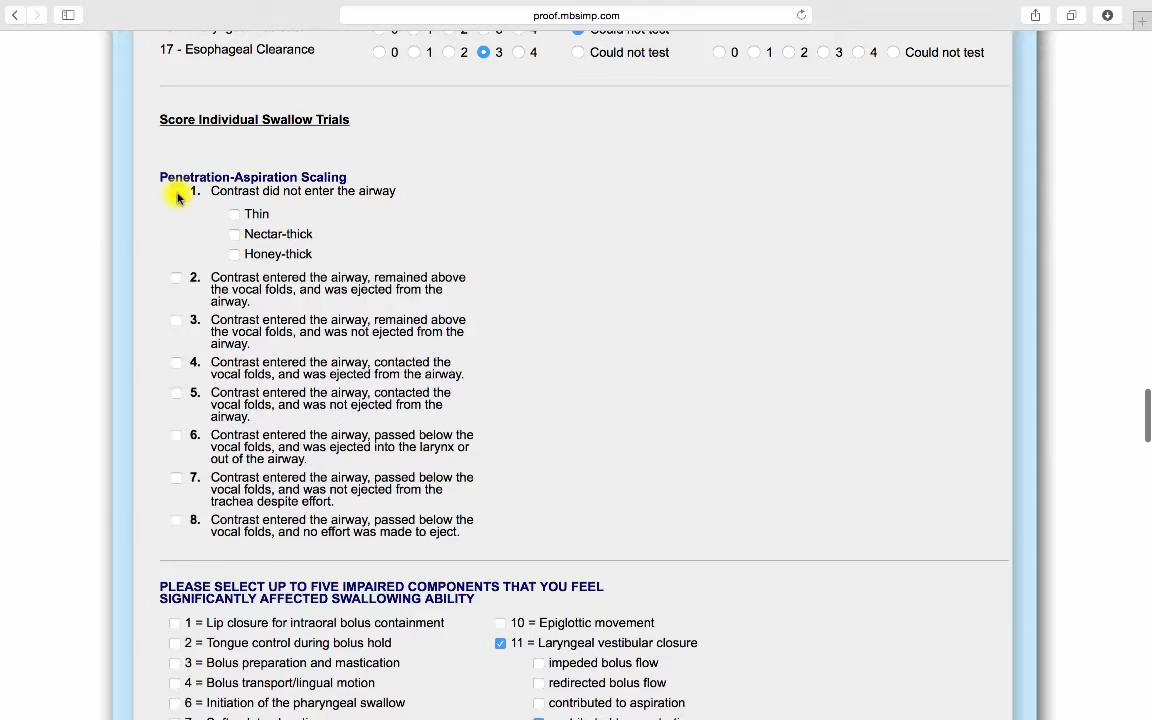 proof.mbsimp.com
Could not test
17 - Esophageal Clearance 0 1 2 3 4 Could not test 0 1 2 3 4 Could not test
Score Individual Swallow Trials
Penetration-Aspiration Scaling
1. Contrast did not enter the airway
Thin
Nectar-thick
Honey-thick
2. Contrast entered the airway, remained above
the vocal folds, and was ejected from the
airway.
3. Contrast entered the airway, remained above
the vocal folds, and was not ejected from the
airway.
4. Contrast entered the airway, contacted the
vocal folds, and was ejected from the airway.
5. Contrast entered the airway, contacted the
vocal folds, and was not ejected from the
airway.
6. Contrast entered the airway, passed below the
vocal folds, and was ejected into the larynx or
out of the airway.
7. Contrast entered the airway, passed below the
vocal folds, and was not ejected from the
trachea despite effort.
8. Contrast entered the airway, passed below the
vocal folds, and no effort was made to eject.
PLEASE SELECT UP TO FIVE IMPAIRED COMPONENTS THAT YOU FEEL
SIGNIFICANTLY AFFECTED SWALLOWING ABILITY
1 = Lip closure for intraoral bolus containment
2 = Tongue control during bolus hold
3 = Bolus preparation and mastication
4 = Bolus transport/lingual motion
6 = Initiation of the pharyngeal swallow
10 = Epiglottic movement
11 = Laryngeal vestibular closure
impeded bolus flow
redirected bolus flow
contributed to aspiration